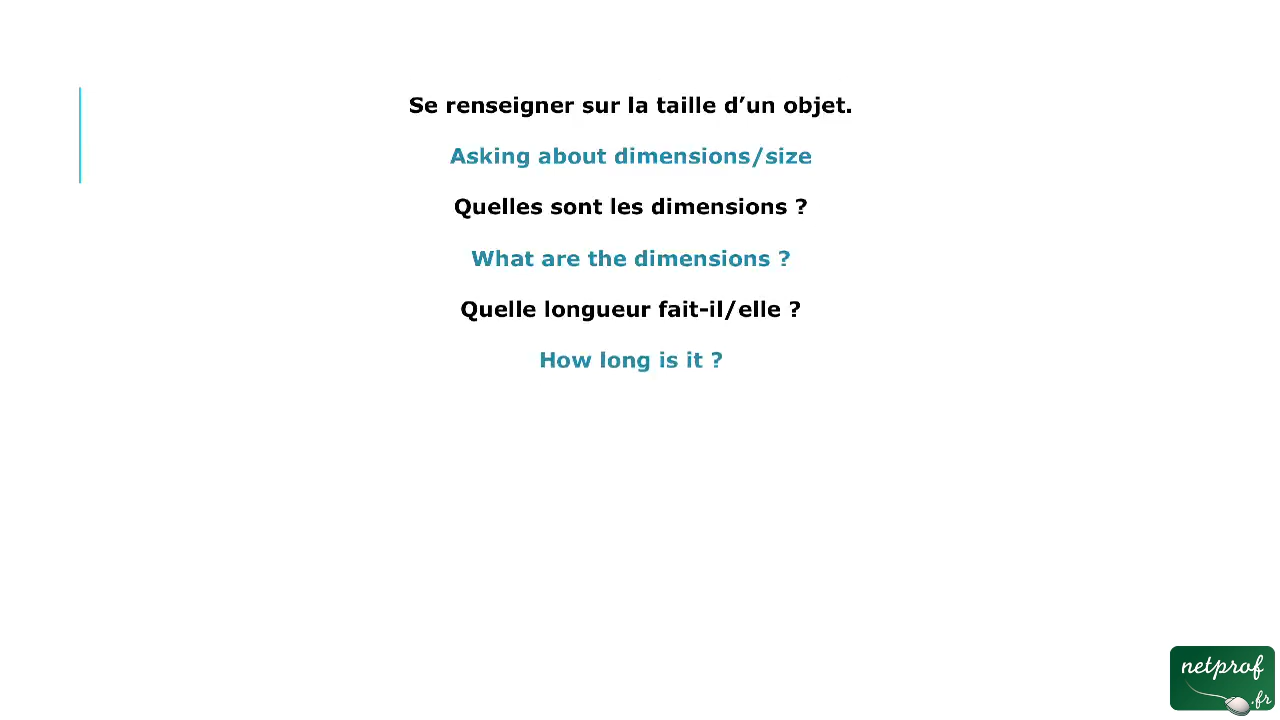 Se renseigner sur la taille d’un objet.
Asking about dimensions/size
Quelles sont les dimensions ?
What are the dimensions ?
Quelle longueur fait-il/elle ?
How long is it ?
netprof
.fr